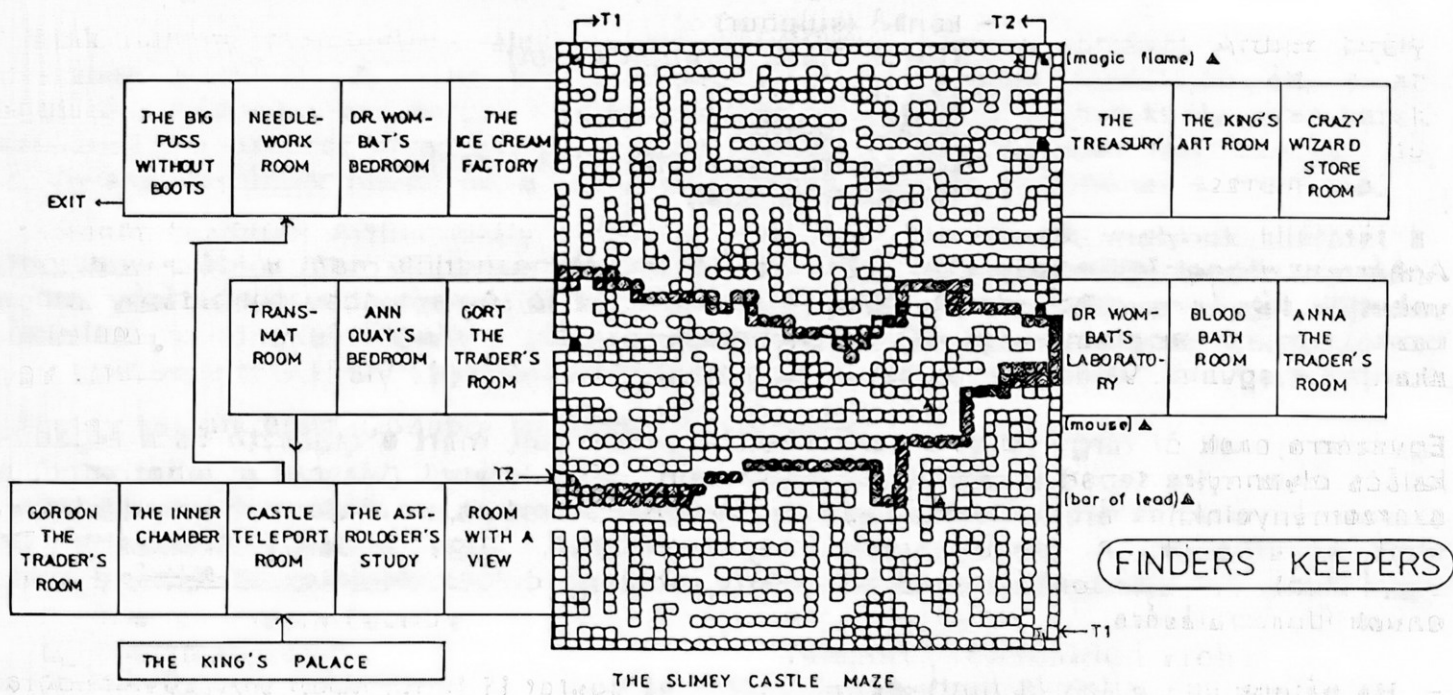 T1
T2
(magic flame)
THE BIG
PUSS
WITHOUT
BOOTS
NEEDLE-
WORK
ROOM
DR. WOM-
BAT'S
BEDROOM
THE
ICE CREAM
FACTORY
THE
TREASURY
THE KING'S
ART ROOM
CRAZY
WIZARD
STORE
ROOM
EXIT
TRANS-
MAT
ROOM
ANN
QUAY'S
BEDROOM
GORT
THE
TRADER'S
ROOM
DR WOM-
BAT'S
LABORATO-
RY
BLOOD
BATH
ROOM
ANNA
THE
TRADER'S
ROOM
(mouse)
T2
GORDON
THE
TRADER'S
ROOM
THE INNER
CHAMBER
CASTLE
TELEPORT
ROOM
THE AST-
ROLOGER'S
STUDY
ROOM
WITH A
VIEW
(bar of lead)
FINDERS KEEPERS
T1
THE KING'S PALACE
THE SLIMEY CASTLE MAZE